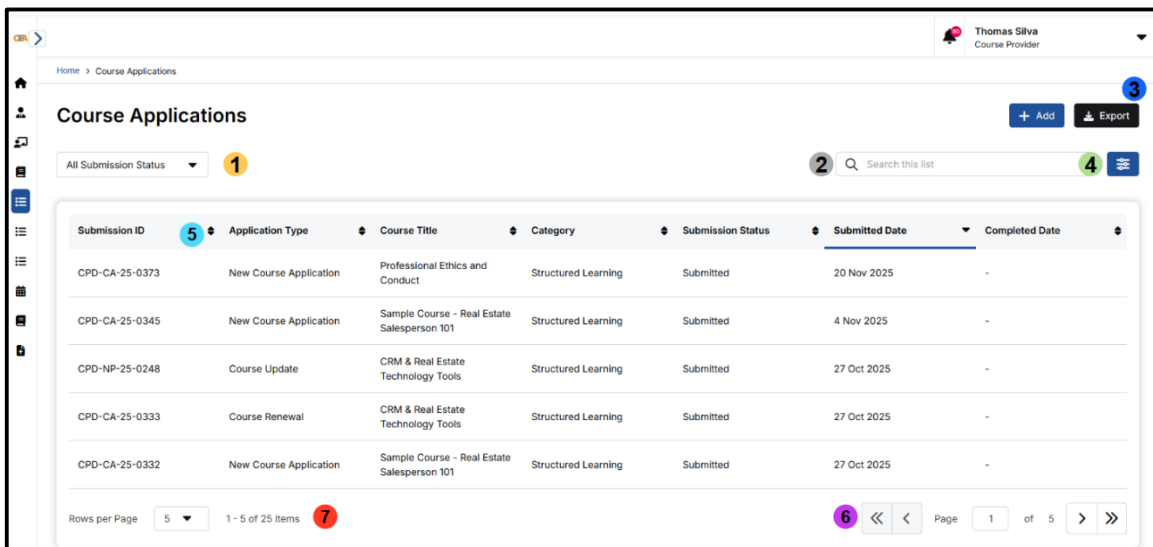 CEA
90
Thomas Silva
Course Provider
Home > Course Applications
3
Course Applications
+ Add
Export
All Submission Status
1
2
Search this list
4
Submission ID 5 Application Type Course Title Category Submission Status Submitted Date Completed Date
CPD-CA-25-0373 New Course Application Professional Ethics and Conduct Structured Learning Submitted 20 Nov 2025 -
CPD-CA-25-0345 New Course Application Sample Course - Real Estate Salesperson 101 Structured Learning Submitted 4 Nov 2025 -
CPD-NP-25-0248 Course Update CRM & Real Estate Technology Tools Structured Learning Submitted 27 Oct 2025 -
CPD-CA-25-0333 Course Renewal CRM & Real Estate Technology Tools Structured Learning Submitted 27 Oct 2025 -
CPD-CA-25-0332 New Course Application Sample Course - Real Estate Salesperson 101 Structured Learning Submitted 27 Oct 2025 -
Rows per Page 5 1 - 5 of 25 items 7
6 Page 1 of 5